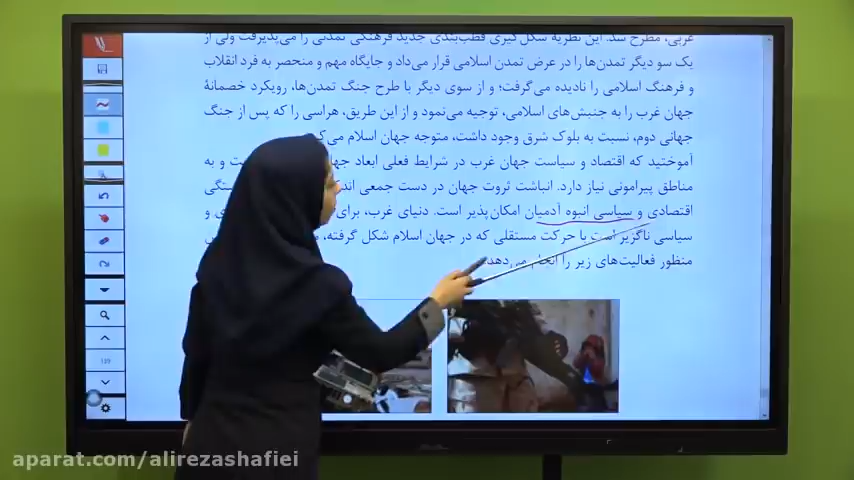 غربی، مطرح شد. این نظریه شکل‌گیری قطب‌بندی جدید فرهنگی تمدنی را می‌پذیرفت ولی از
یک سو دیگر تمدن‌ها را در عرض تمدن اسلامی قرار می‌داد و جایگاه مهم و منحصر به فرد انقلاب
و فرهنگ اسلامی را نادیده می‌گرفت؛ و از سوی دیگر با طرح جنگ تمدن‌ها، رویکرد خصمانهٔ
جهان غرب را به جنبش‌های اسلامی، توجیه می‌نمود و از این طریق، هراسی را که پس از جنگ
جهانی دوم، نسبت به بلوک شرق وجود داشت، متوجه جهان اسلام
آموختید که اقتصاد و سیاست جهان غرب در شرایط فعلی ابعاد و به
مناطق پیرامونی نیاز دارد. انباشت ثروت جهان در دست جمعی
اقتصادی و سیاسی انبوه آدمیان امکان‌پذیر است. دنیای غرب، برای و
سیاسی ناگزیر است با حرکت مستقلی که در جهان اسلام شکل گرفته،
منظور فعالیت‌های زیر را انجام می‌دهد:
aparat.com/alirezashafiei